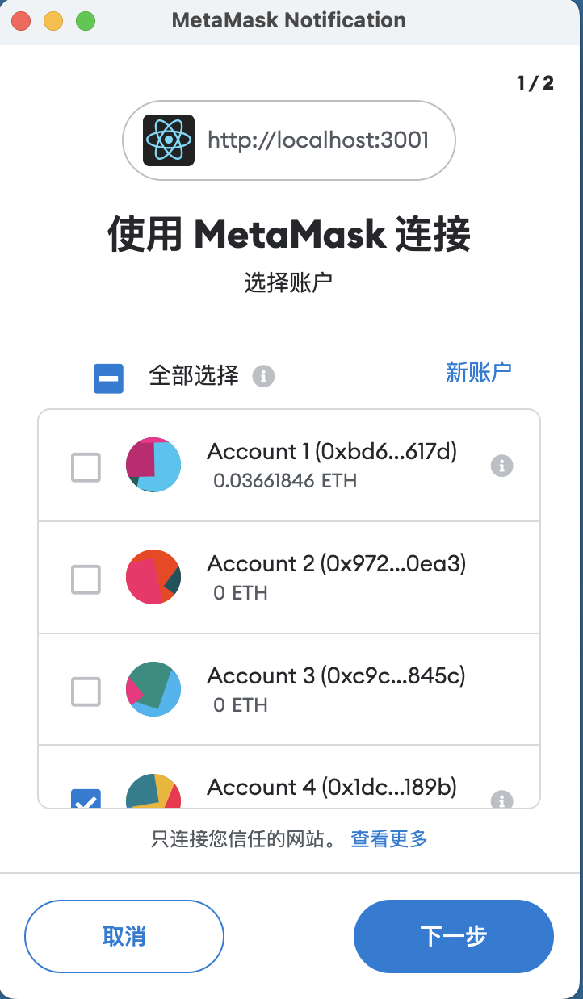 MetaMask Notification
1 / 2
http://localhost:3001
使用 MetaMask 连接
选择账户
全部选择
新账户
Account 1 (0xbd6...617d)
0.03661846 ETH
Account 2 (0x972...0ea3)
0 ETH
Account 3 (0xc9c...845c)
0 ETH
Account 4 (0x1dc...189b)
只连接您信任的网站。 查看更多
取消
下一步